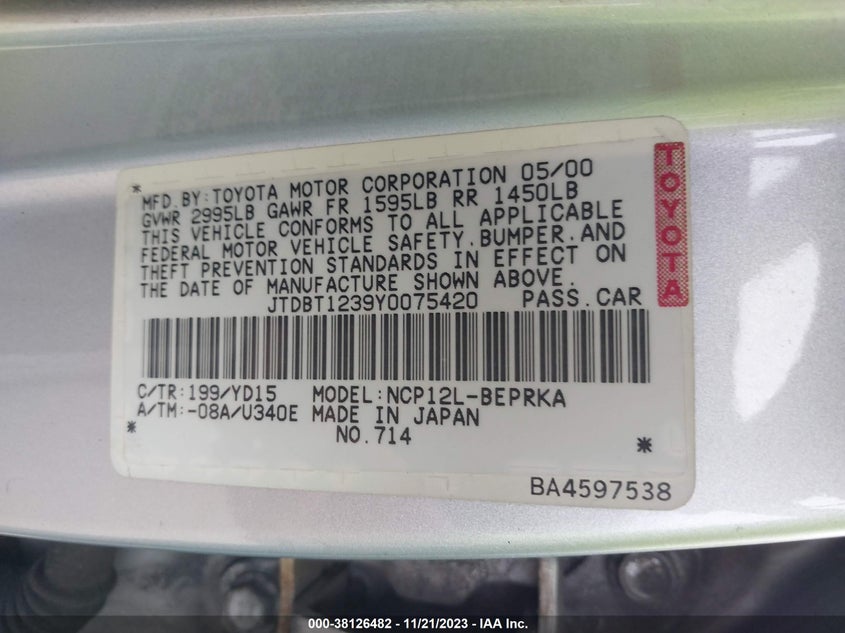 MFD.BY:TOYOTA MOTOR CORPORATION 05/00
GVWR 2995LB GAWR FR 1595LB RR 1450LB
THIS VEHICLE CONFORMS TO ALL APPLICABLE
FEDERAL MOTOR VEHICLE SAFETY.BUMPER.AND
THEFT PREVENTION STANDARDS IN EFFECT ON
THE DATE OF MANUFACTURE SHOWN ABOVE.
JTDBT1239Y0075420 PASS.CAR
TOYOTA
C/TR:199/YD15 MODEL:NCP12L-BEPRKA
A/TM:-08A/U340E MADE IN JAPAN
NO.714
BA4597538
000-38126482 - 11/21/2023 - IAA Inc.